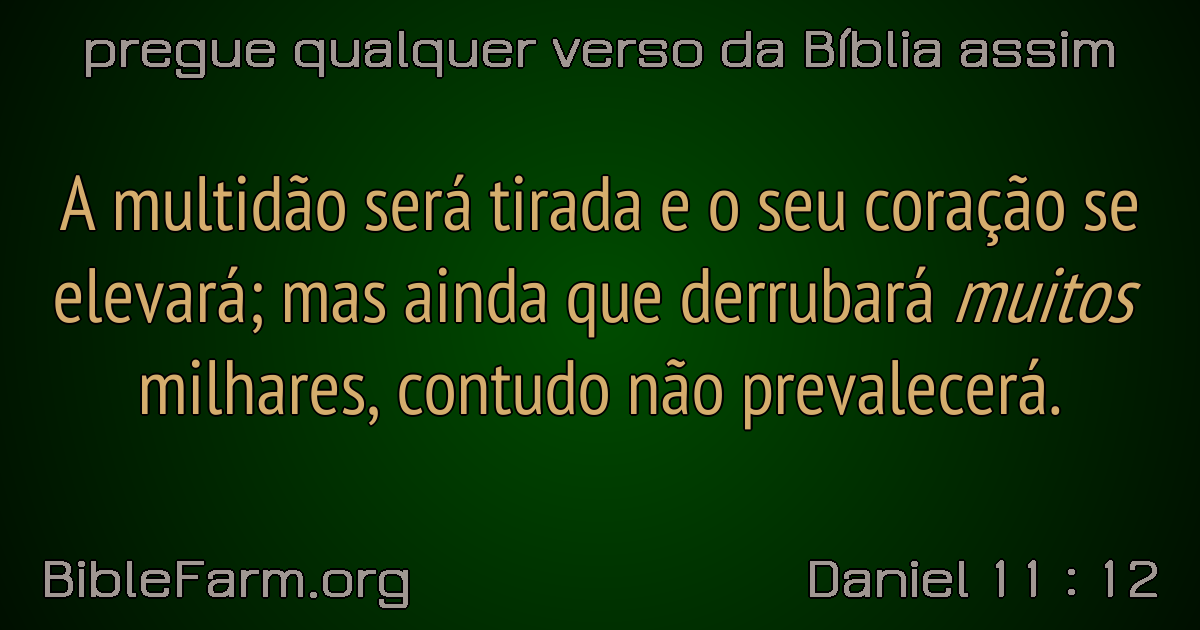 pregue qualquer verso da Bíblia assim
A multidão será tirada e o seu coração se
elevará; mas ainda que derrubará muitos
milhares, contudo não prevalecerá.
BibleFarm.org
Daniel 11 : 12